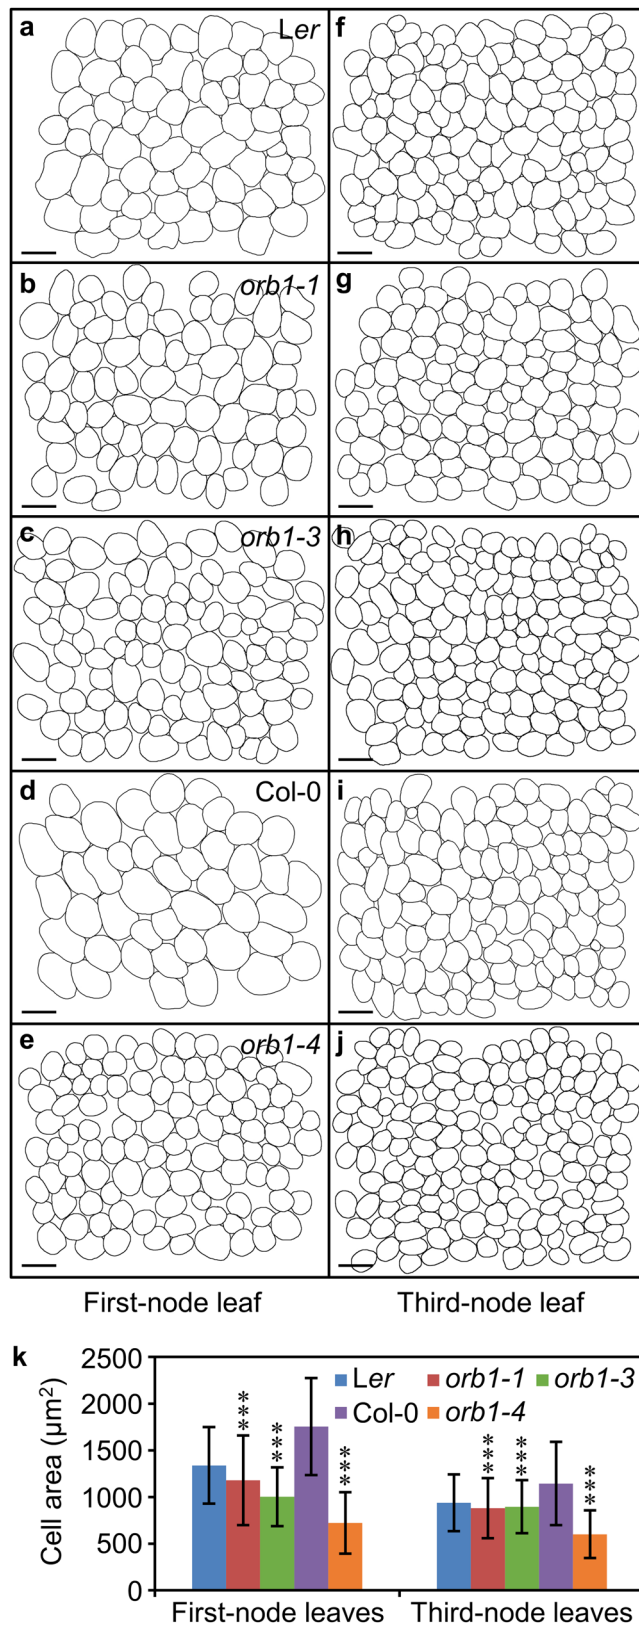 a Ler f
b orb1-1 g
c orb1-3 h
d Col-0 i
e orb1-4 j
First-node leaf Third-node leaf
k
Cell area (µm²)
2500
2000
1500
1000
500
0
Ler orb1-1 orb1-3
Col-0 orb1-4
*** *** *** *** *** ***
First-node leaves Third-node leaves